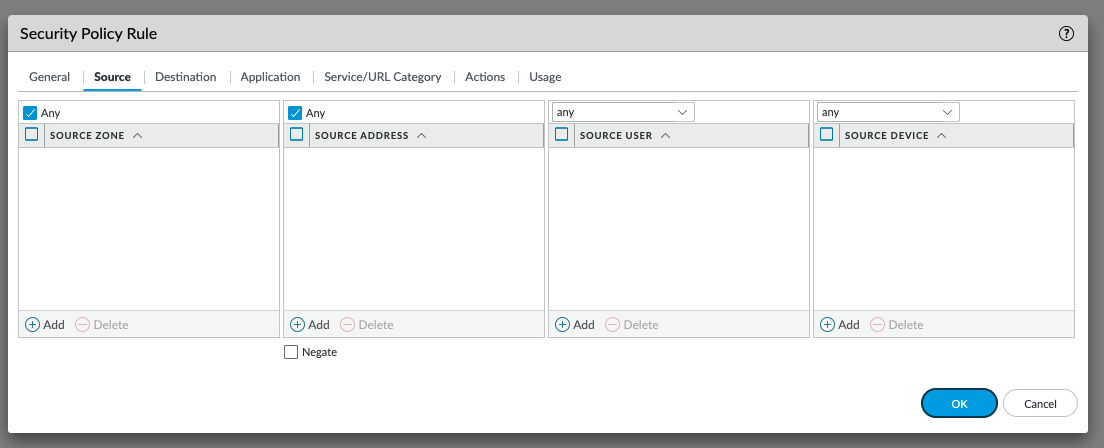 Security Policy Rule
?
General Source Destination Application Service/URL Category Actions Usage
Any Any any any
SOURCE ZONE SOURCE ADDRESS SOURCE USER SOURCE DEVICE
Add Delete Add Delete Add Delete Add Delete
Negate
OK Cancel